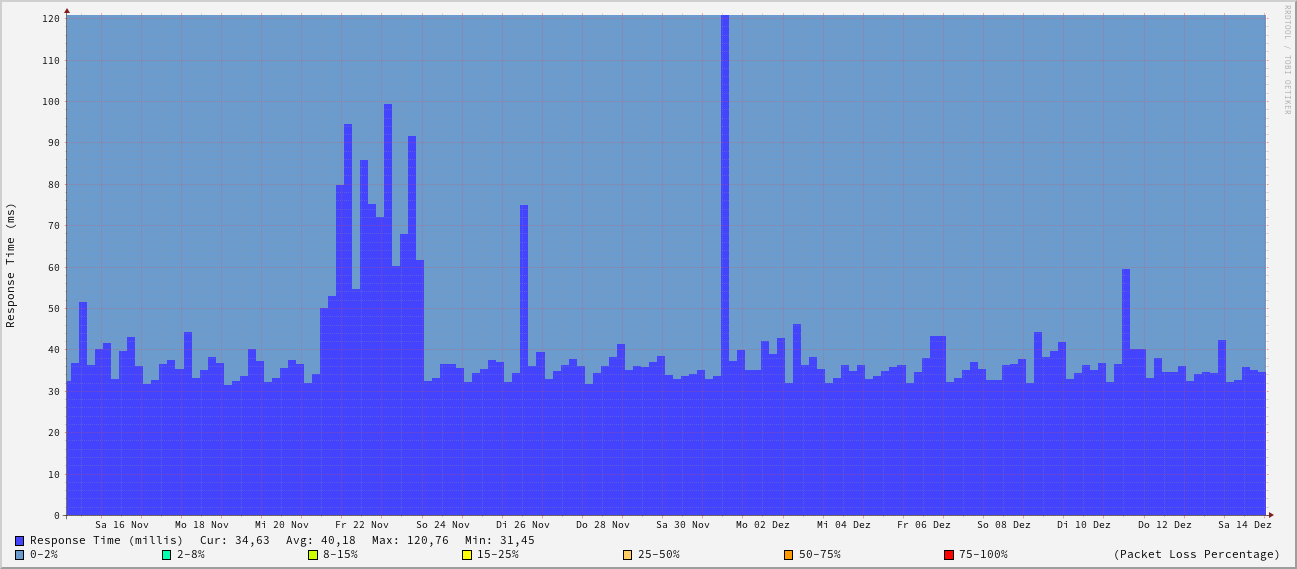 RRDTOOL / TOBI OETIKER
Response Time (ms)
120
110
100
90
80
70
60
50
40
30
20
10
0
Sa 16 Nov Mo 18 Nov Mi 20 Nov Fr 22 Nov So 24 Nov Di 26 Nov Do 28 Nov Sa 30 Nov Mo 02 Dez Mi 04 Dez Fr 06 Dez So 08 Dez Di 10 Dez Do 12 Dez Sa 14 Dez
Response Time (millis) Cur: 34,63 Avg: 40,18 Max: 120,76 Min: 31,45
0-2% 2-8% 8-15% 15-25% 25-50% 50-75% 75-100% (Packet Loss Percentage)